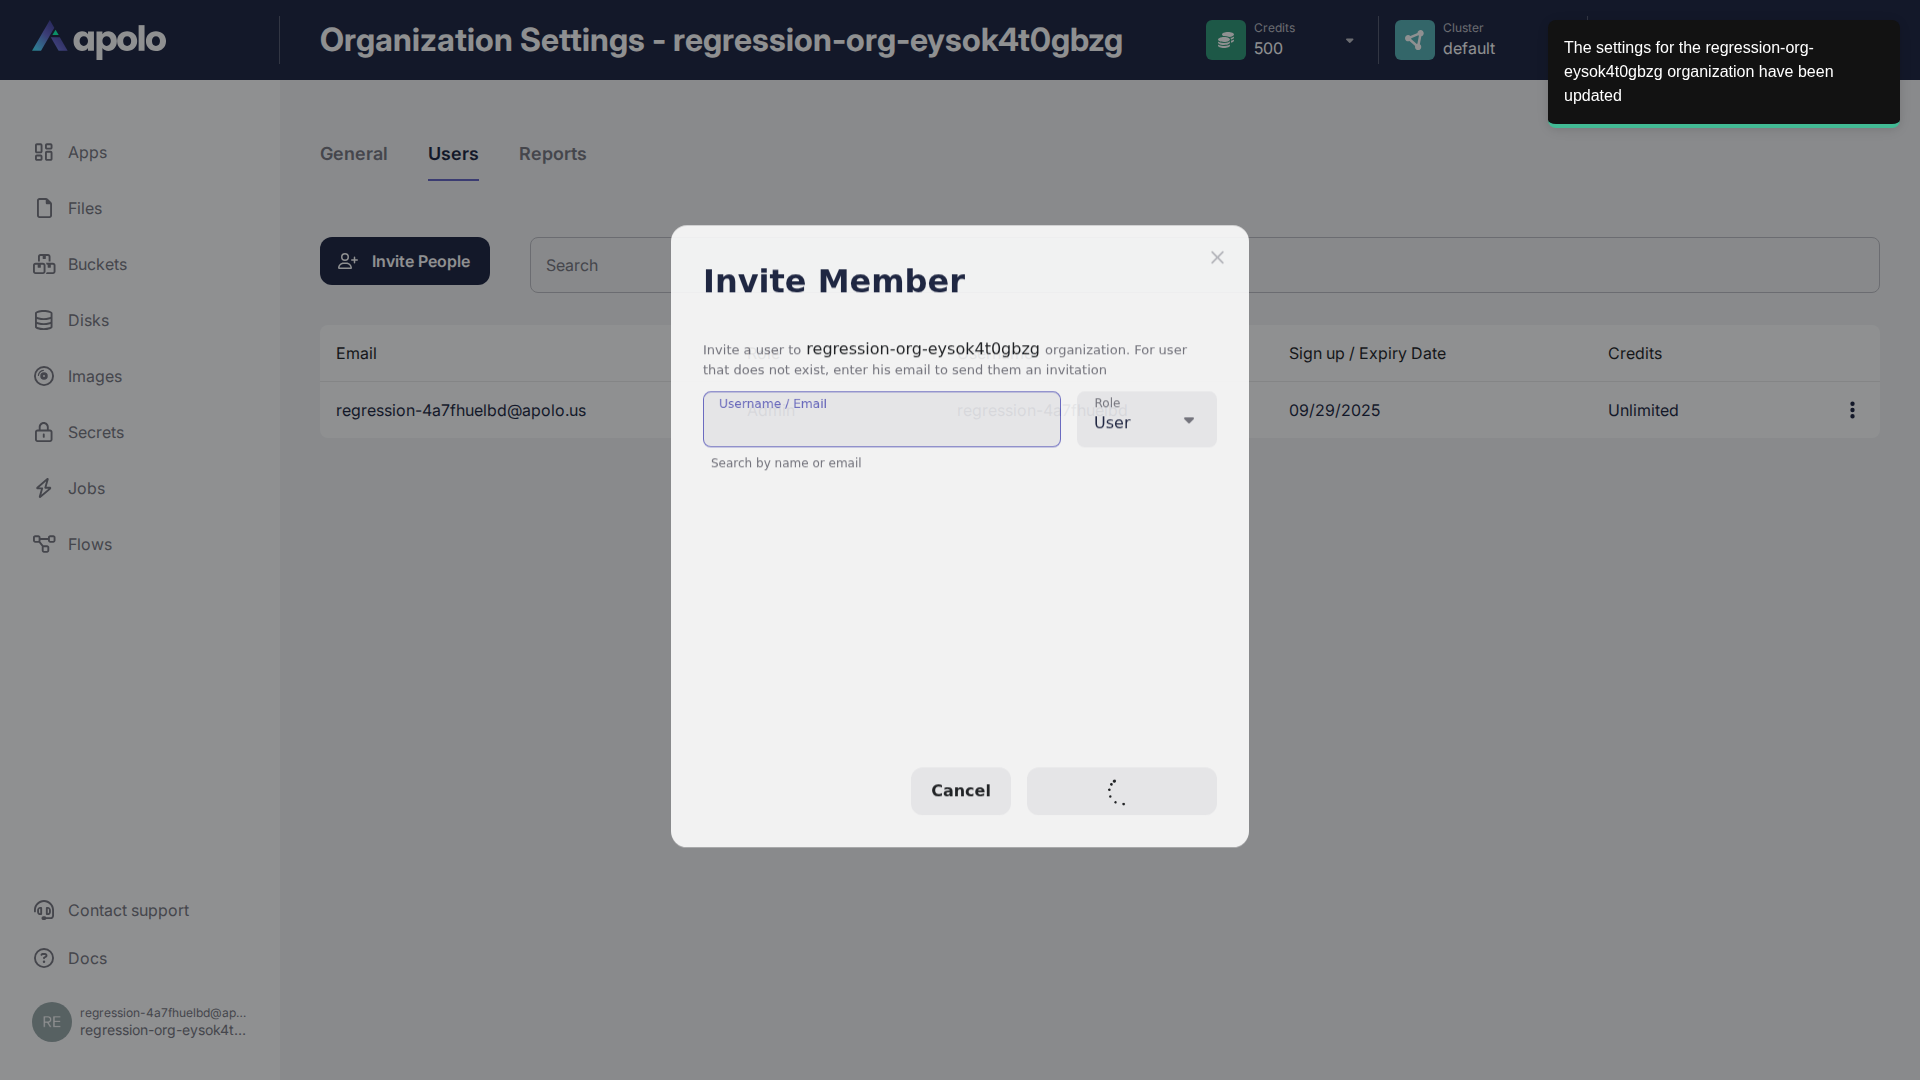 apolo
Organization Settings - regression-org-eysok4t0gbzg
Credits
500
Cluster
default
The settings for the regression-org-
eysok4t0gbzg organization have been
updated
Apps
Files
Buckets
Disks
Images
Secrets
Jobs
Flows
Contact support
Docs
RE
regression-4a7fhuelbd@ap...
regression-org-eysok4t...
General
Users
Reports
Invite People
Search
Email
Sign up / Expiry Date
Credits
regression-4a7fhuelbd@apolo.us
Admin
regression-4a7fhuelbd
09/29/2025
Unlimited
Invite Member
Invite a user to regression-org-eysok4t0gbzg organization. For user
that does not exist, enter his email to send them an invitation
Username / Email
Role
User
Search by name or email
Cancel